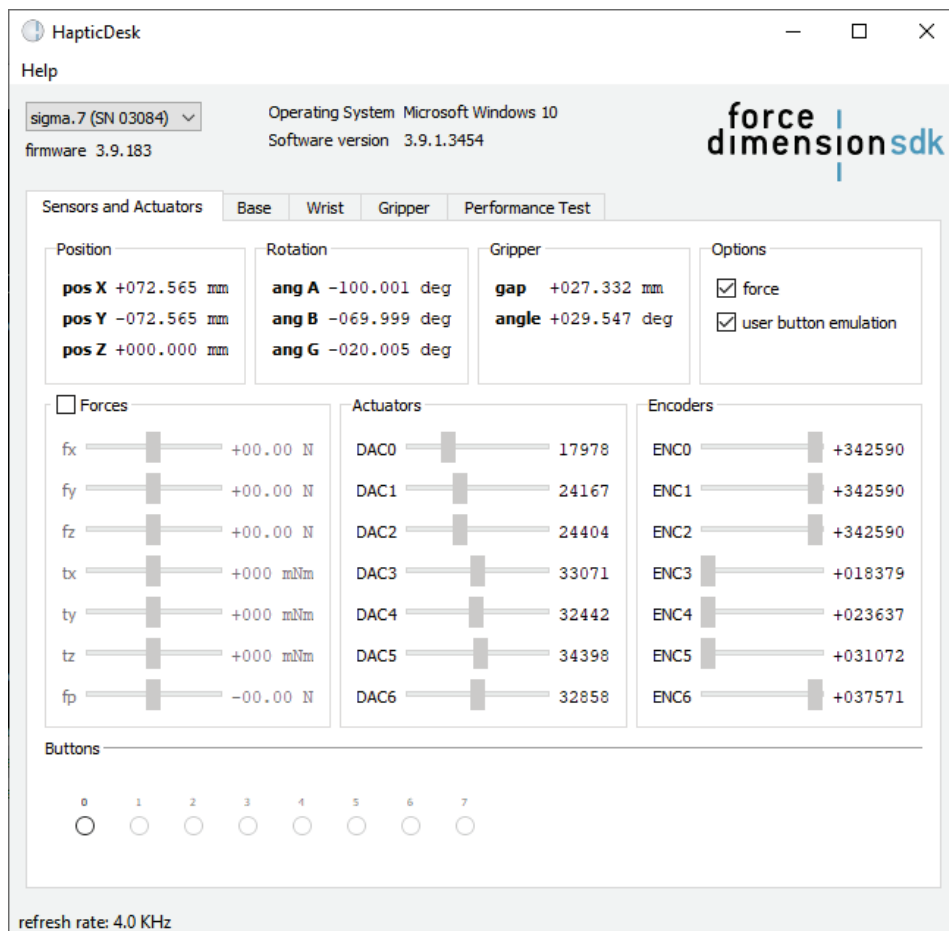 HapticDesk
Help
sigma.7 (SN 03084)
Operating System Microsoft Windows 10
firmware 3.9.183
Software version 3.9.1.3454
force
dimension sdk
Sensors and Actuators Base Wrist Gripper Performance Test
Position
pos X +072.565 mm
pos Y -072.565 mm
pos Z +000.000 mm
Rotation
ang A -100.001 deg
ang B -069.999 deg
ang G -020.005 deg
Gripper
gap +027.332 mm
angle +029.547 deg
Options
force
user button emulation
Forces
fx +00.00 N
fy +00.00 N
fz +00.00 N
tx +000 mNm
ty +000 mNm
tz +000 mNm
fp -00.00 N
Actuators
DAC0 17978
DAC1 24167
DAC2 24404
DAC3 33071
DAC4 32442
DAC5 34398
DAC6 32858
Encoders
ENC0 +342590
ENC1 +342590
ENC2 +342590
ENC3 +018379
ENC4 +023637
ENC5 +031072
ENC6 +037571
Buttons
0 1 2 3 4 5 6 7
refresh rate: 4.0 KHz